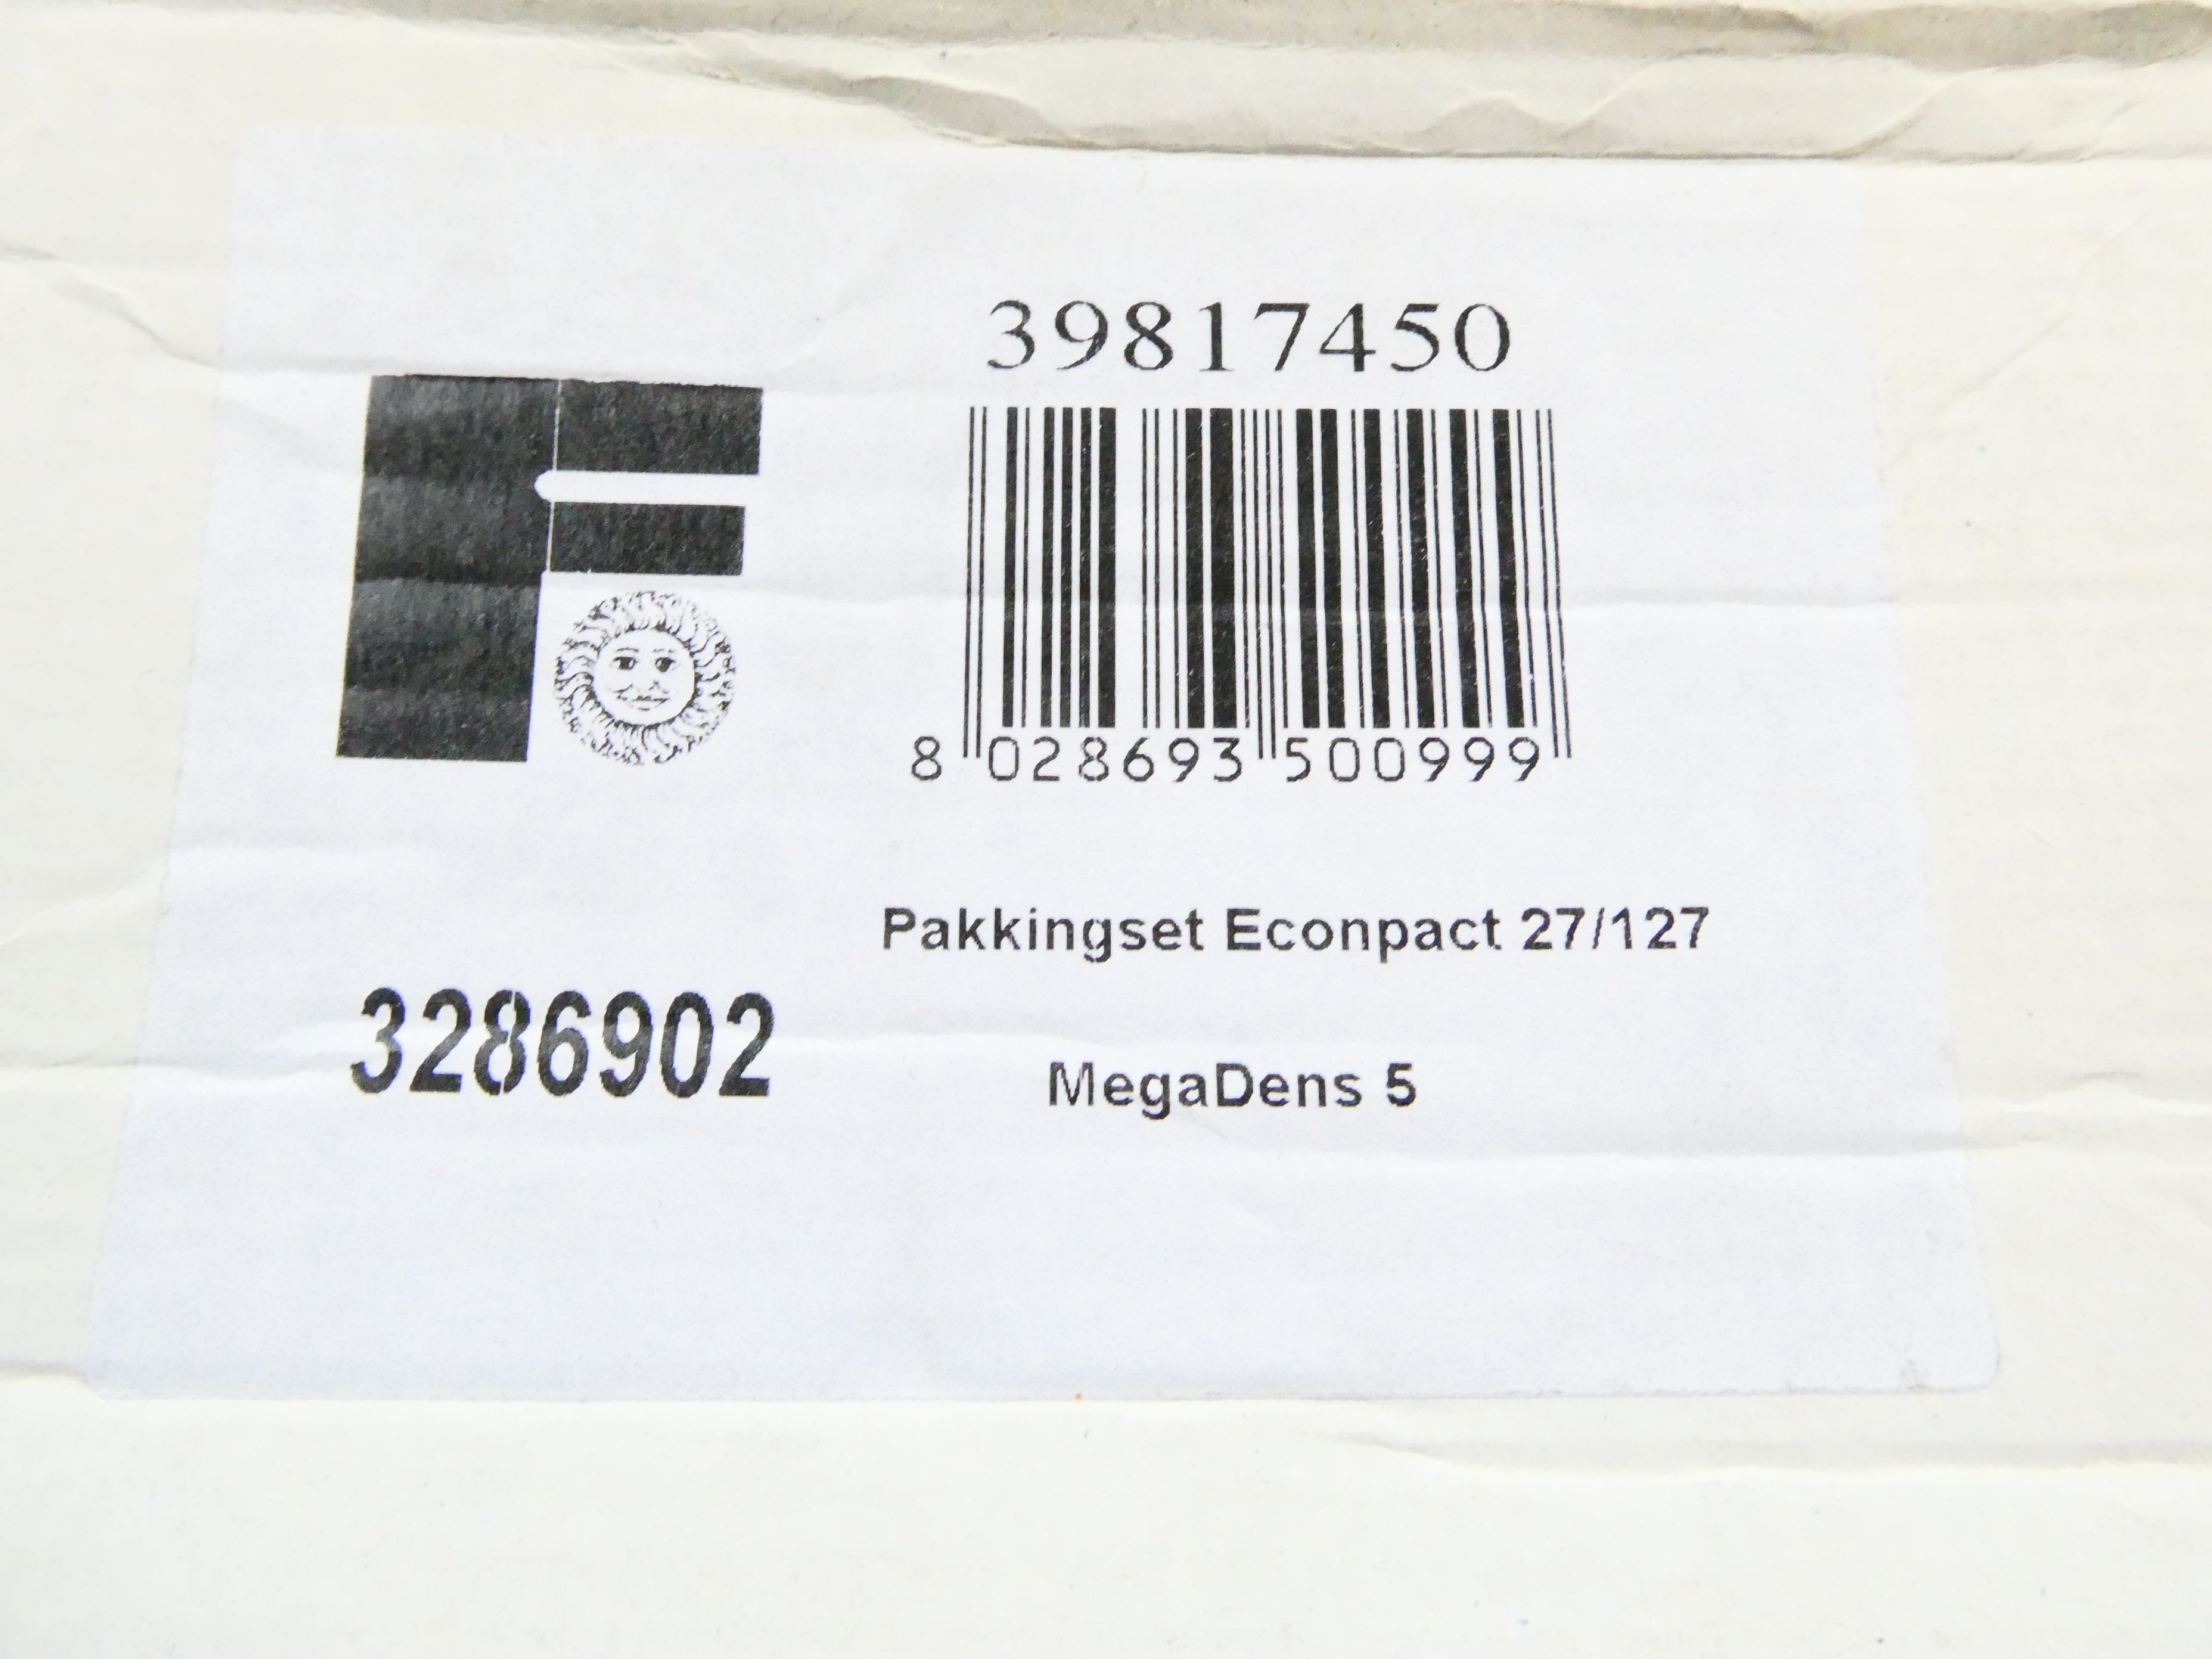 39817450
8 028693 500999
Pakkingset Econpact 27/127
3286902
MegaDens 5